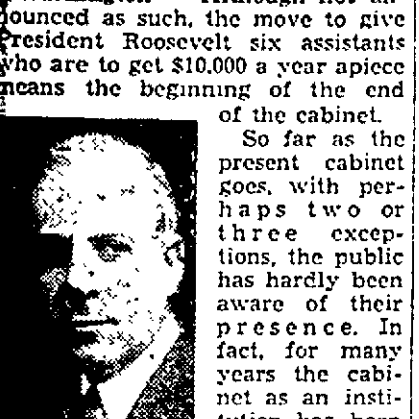 nounced as such, the move to give
President Roosevelt six assistants
who are to get $10,000 a year apiece
means the beginning of the end
of the cabinet.
So far as the
present cabinet
goes, with per-
haps two or
three excep-
tions, the public
has hardly been
aware of their
presence. In
fact, for many
years the cabi-
net as an insti-
tution has been